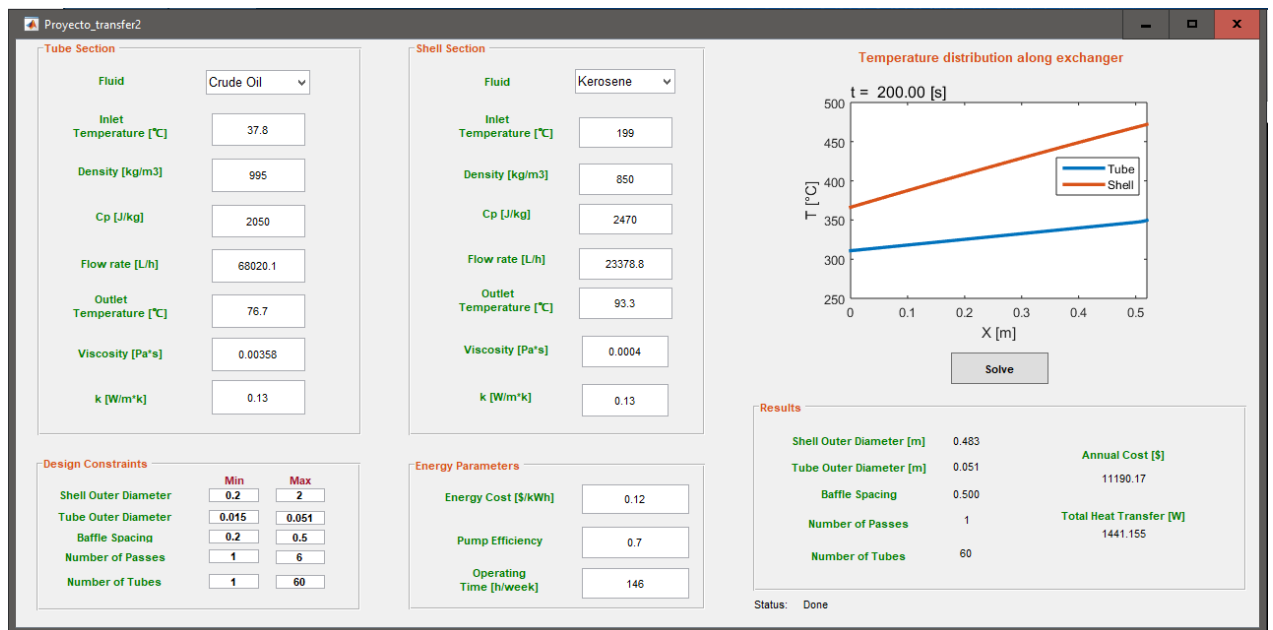 Proyecto_transfer2
Tube Section
Fluid
Crude Oil
Inlet
Temperature [℃]
37.8
Density [kg/m3]
995
Cp [J/kg]
2050
Flow rate [L/h]
68020.1
Outlet
Temperature [℃]
76.7
Viscosity [Pa*s]
0.00358
k [W/m*k]
0.13
Shell Section
Fluid
Kerosene
Inlet
Temperature [℃]
199
Density [kg/m3]
850
Cp [J/kg]
2470
Flow rate [L/h]
23378.8
Outlet
Temperature [℃]
93.3
Viscosity [Pa*s]
0.0004
k [W/m*k]
0.13
Temperature distribution along exchanger
t = 200.00 [s]
500
450
400
350
300
250
T [°C]
0 0.1 0.2 0.3 0.4 0.5
X [m]
Tube
Shell
Solve
Design Constraints
Min Max
Shell Outer Diameter 0.2 2
Tube Outer Diameter 0.015 0.051
Baffle Spacing 0.2 0.5
Number of Passes 1 6
Number of Tubes 1 60
Energy Parameters
Energy Cost [$/kWh] 0.12
Pump Efficiency 0.7
Operating
Time [h/week] 146
Results
Shell Outer Diameter [m] 0.483
Tube Outer Diameter [m] 0.051
Baffle Spacing 0.500
Number of Passes 1
Number of Tubes 60
Annual Cost [$]
11190.17
Total Heat Transfer [W]
1441.155
Status: Done